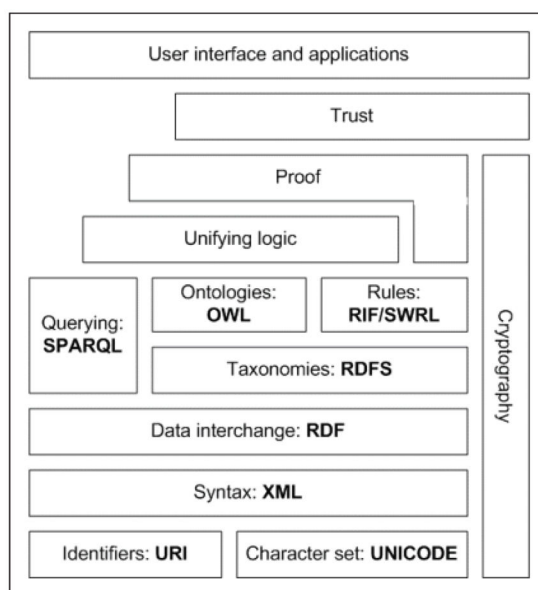 User interface and applications
Trust
Proof
Unifying logic
Querying:
SPARQL
Ontologies:
OWL
Rules:
RIF/SWRL
Taxonomies: RDFS
Data interchange: RDF
Syntax: XML
Identifiers: URI
Character set: UNICODE
Cryptography